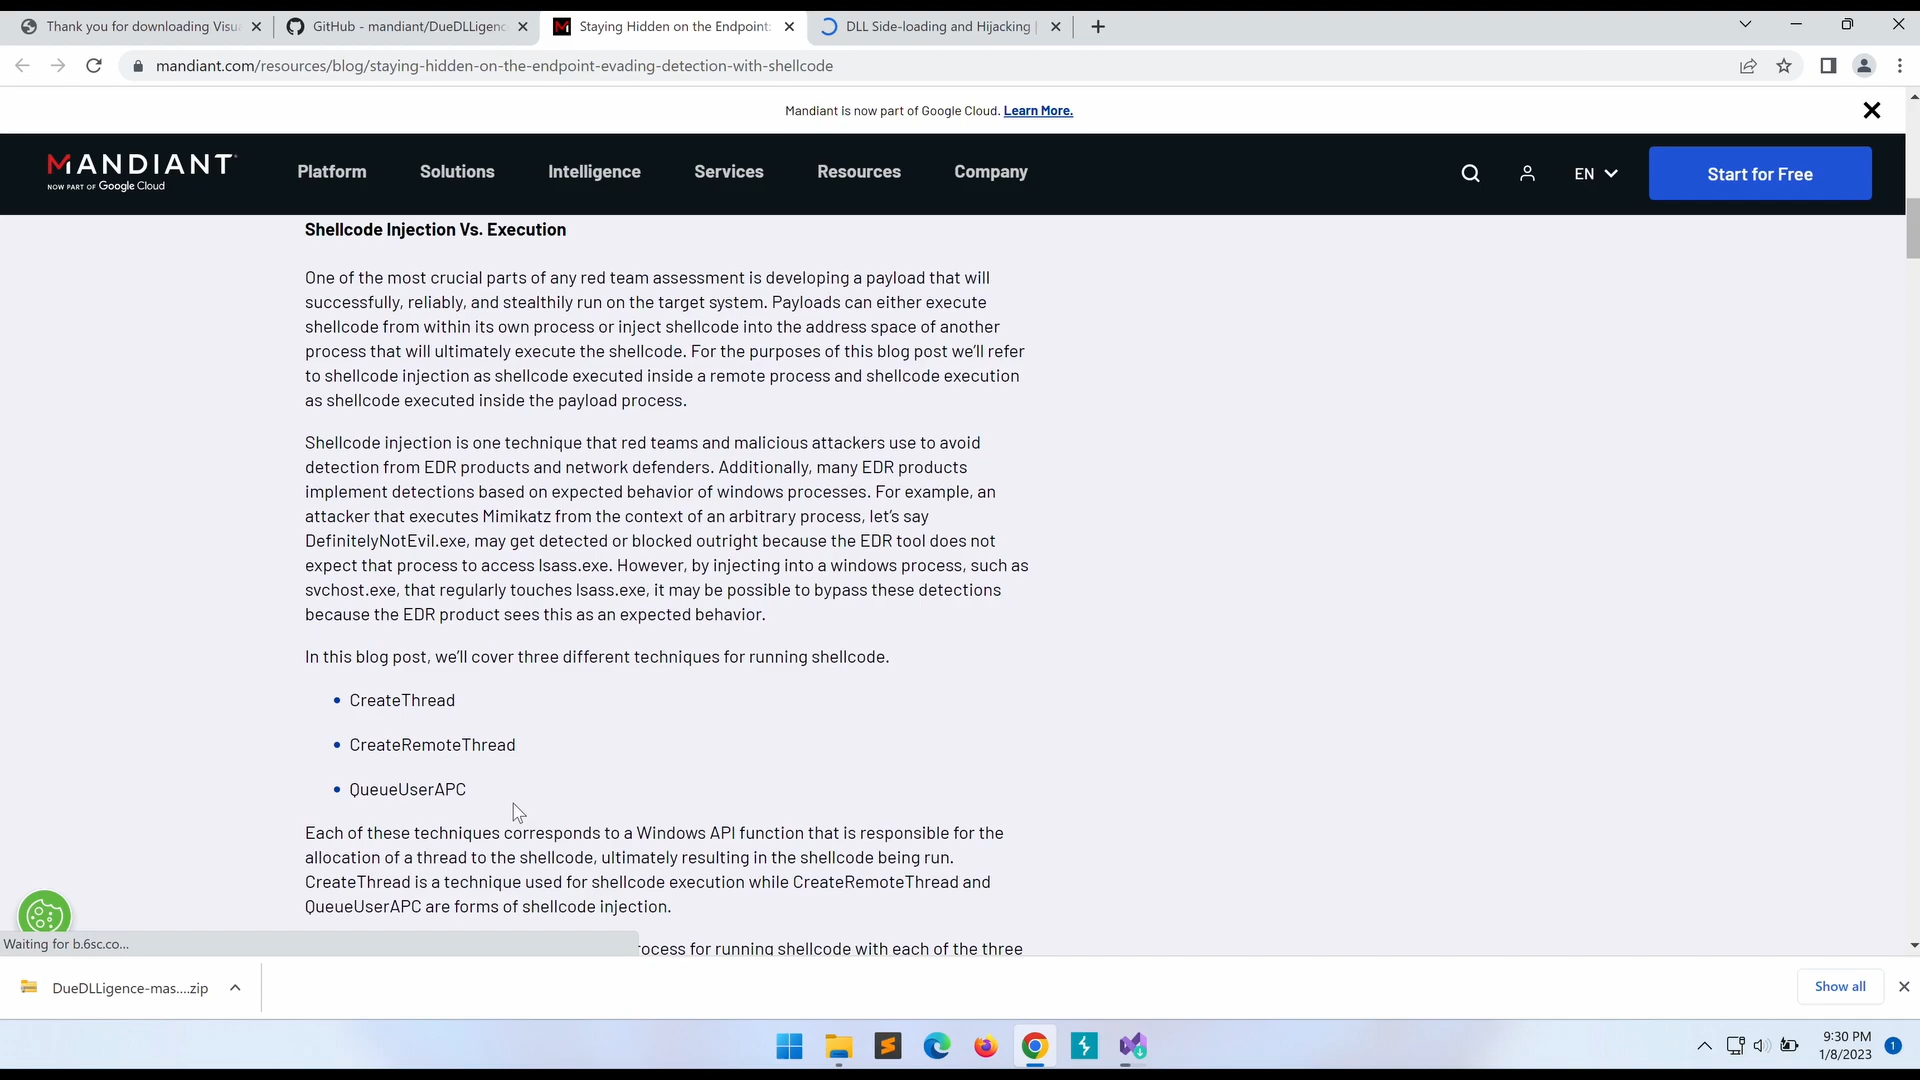 Thank you for downloading Visua
GitHub - mandiant/DueDLLigenc
Staying Hidden on the Endpoint:
DLL Side-loading and Hijacking |
mandiant.com/resources/blog/staying-hidden-on-the-endpoint-evading-detection-with-shellcode
Mandiant is now part of Google Cloud. Learn More.
MANDIANT
NOW PART OF Google Cloud
Platform
Solutions
Intelligence
Services
Resources
Company
EN
Start for Free
Shellcode Injection Vs. Execution
One of the most crucial parts of any red team assessment is developing a payload that will
successfully, reliably, and stealthily run on the target system. Payloads can either execute
shellcode from within its own process or inject shellcode into the address space of another
process that will ultimately execute the shellcode. For the purposes of this blog post we'll refer
to shellcode injection as shellcode executed inside a remote process and shellcode execution
as shellcode executed inside the payload process.
Shellcode injection is one technique that red teams and malicious attackers use to avoid
detection from EDR products and network defenders. Additionally, many EDR products
implement detections based on expected behavior of windows processes. For example, an
attacker that executes Mimikatz from the context of an arbitrary process, let's say
DefinitelyNotEvil.exe, may get detected or blocked outright because the EDR tool does not
expect that process to access lsass.exe. However, by injecting into a windows process, such as
svchost.exe, that regularly touches lsass.exe, it may be possible to bypass these detections
because the EDR product sees this as an expected behavior.
In this blog post, we'll cover three different techniques for running shellcode.
• CreateThread
• CreateRemoteThread
• QueueUserAPC
Each of these techniques corresponds to a Windows API function that is responsible for the
allocation of a thread to the shellcode, ultimately resulting in the shellcode being run.
CreateThread is a technique used for shellcode execution while CreateRemoteThread and
QueueUserAPC are forms of shellcode injection.
Waiting for b.6sc.co...
ocess for running shellcode with each of the three
DueDLLigence-mas....zip
Show all
9:30 PM
1/8/2023
1